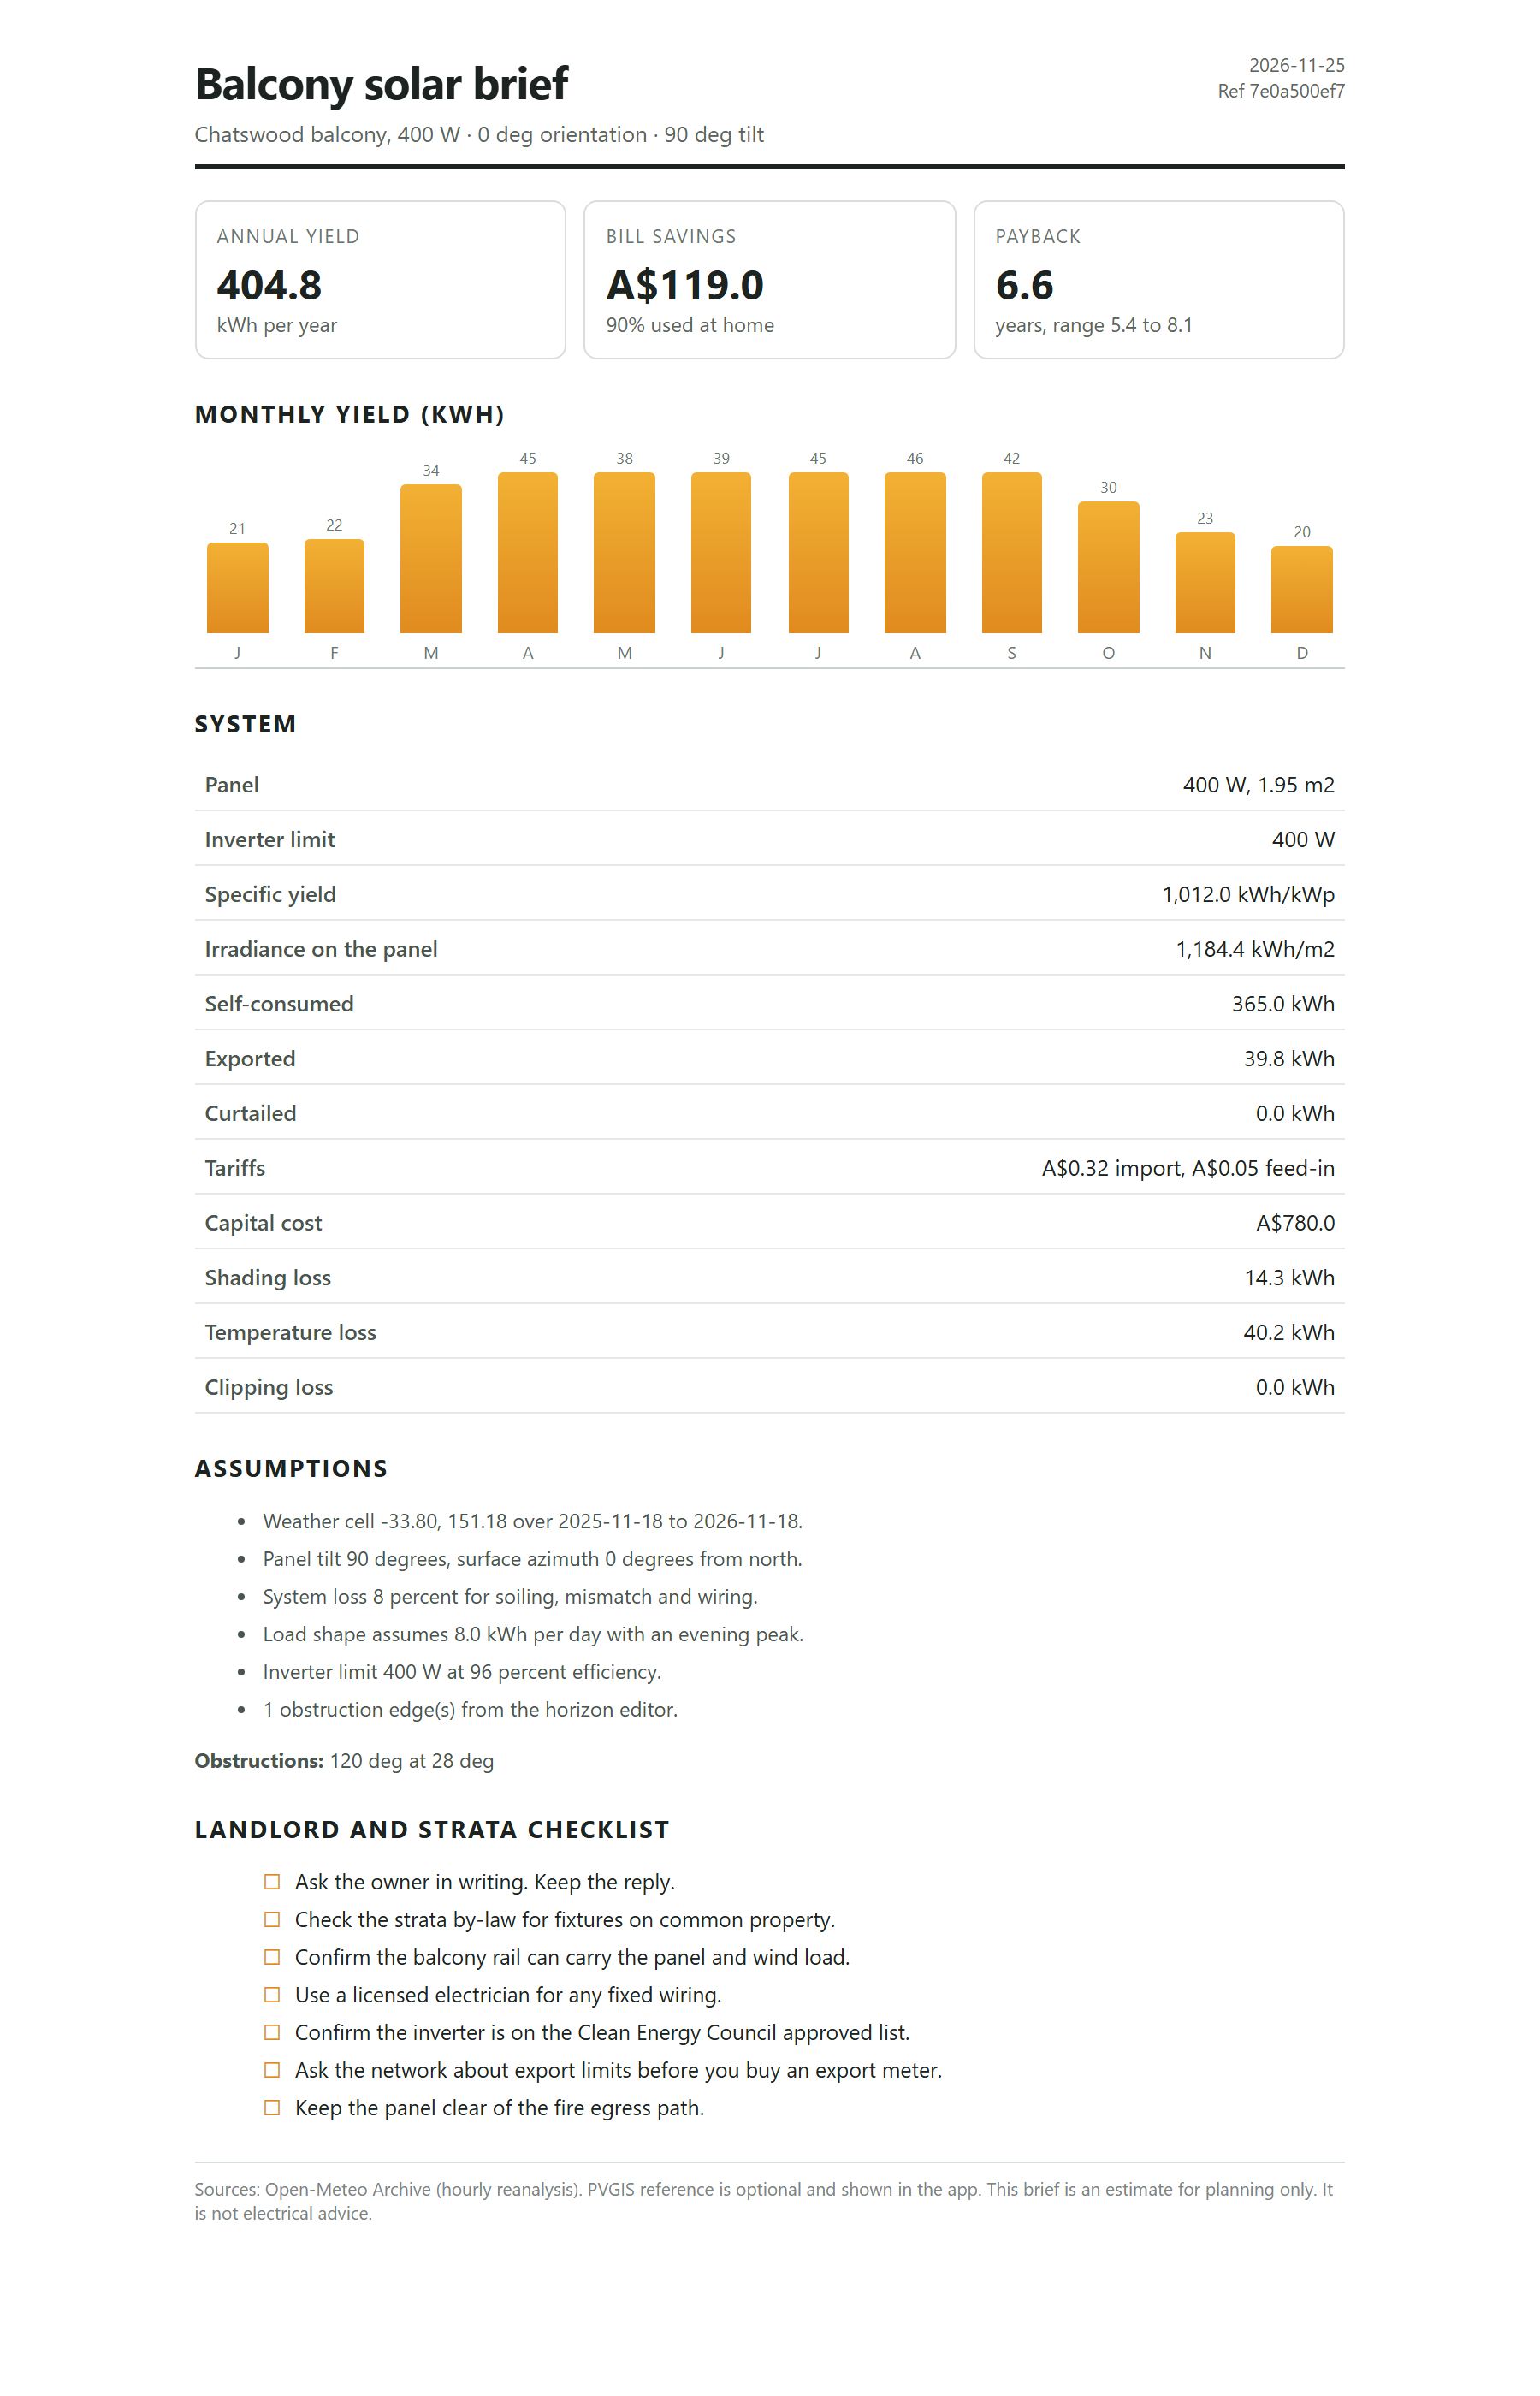 Balcony solar brief
2026-11-25
Ref 7e0a500ef7
Chatswood balcony, 400 W · 0 deg orientation · 90 deg tilt
ANNUAL YIELD
404.8
kWh per year
BILL SAVINGS
A$119.0
90% used at home
PAYBACK
6.6
years, range 5.4 to 8.1
MONTHLY YIELD (KWH)
21 22 34 45 38 39 45 46 42 30 23 20
J F M A M J J A S O N D
SYSTEM
Panel 400 W, 1.95 m2
Inverter limit 400 W
Specific yield 1,012.0 kWh/kWp
Irradiance on the panel 1,184.4 kWh/m2
Self-consumed 365.0 kWh
Exported 39.8 kWh
Curtailed 0.0 kWh
Tariffs A$0.32 import, A$0.05 feed-in
Capital cost A$780.0
Shading loss 14.3 kWh
Temperature loss 40.2 kWh
Clipping loss 0.0 kWh
ASSUMPTIONS
• Weather cell -33.80, 151.18 over 2025-11-18 to 2026-11-18.
• Panel tilt 90 degrees, surface azimuth 0 degrees from north.
• System loss 8 percent for soiling, mismatch and wiring.
• Load shape assumes 8.0 kWh per day with an evening peak.
• Inverter limit 400 W at 96 percent efficiency.
• 1 obstruction edge(s) from the horizon editor.
Obstructions: 120 deg at 28 deg
LANDLORD AND STRATA CHECKLIST
☐ Ask the owner in writing. Keep the reply.
☐ Check the strata by-law for fixtures on common property.
☐ Confirm the balcony rail can carry the panel and wind load.
☐ Use a licensed electrician for any fixed wiring.
☐ Confirm the inverter is on the Clean Energy Council approved list.
☐ Ask the network about export limits before you buy an export meter.
☐ Keep the panel clear of the fire egress path.
Sources: Open-Meteo Archive (hourly reanalysis). PVGIS reference is optional and shown in the app. This brief is an estimate for planning only. It
is not electrical advice.